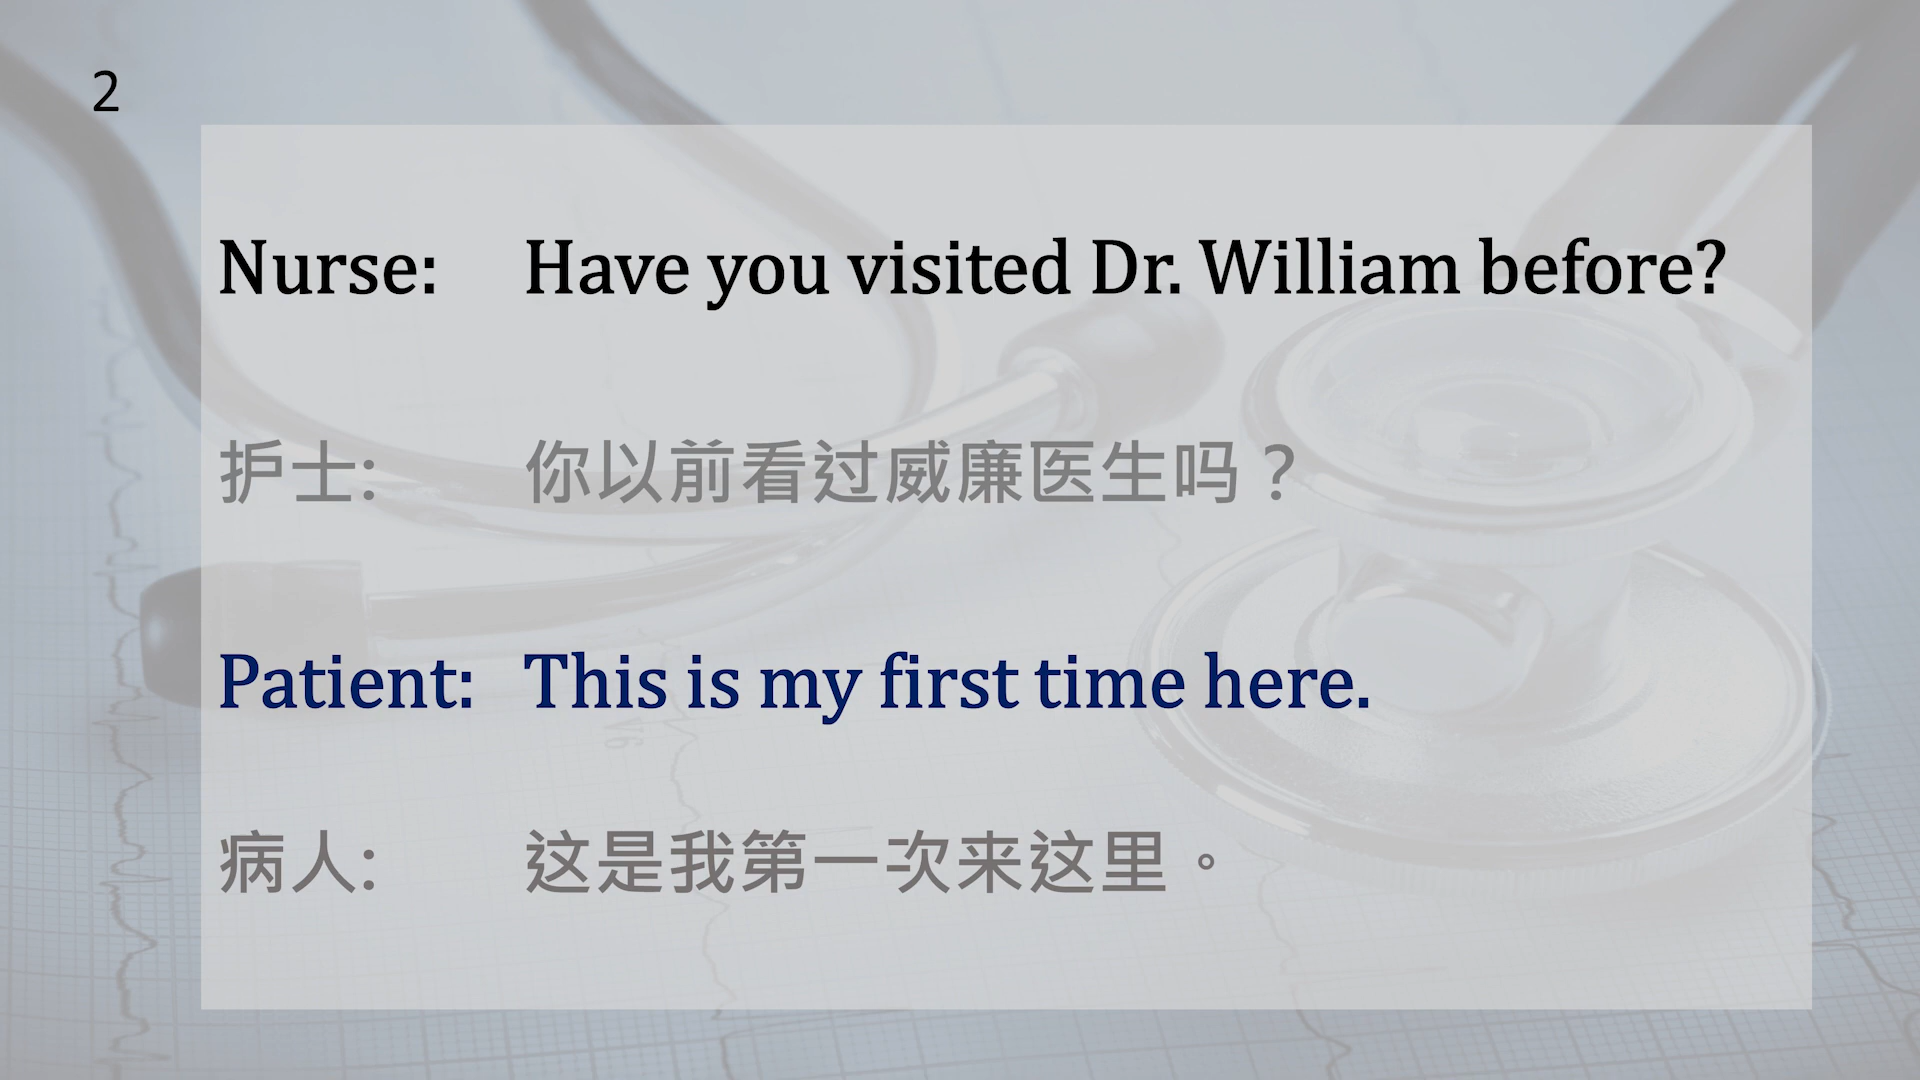 2
Nurse: Have you visited Dr. William before?
护士: 你以前看过威廉医生吗？
Patient: This is my first time here.
病人: 这是我第一次来这里。